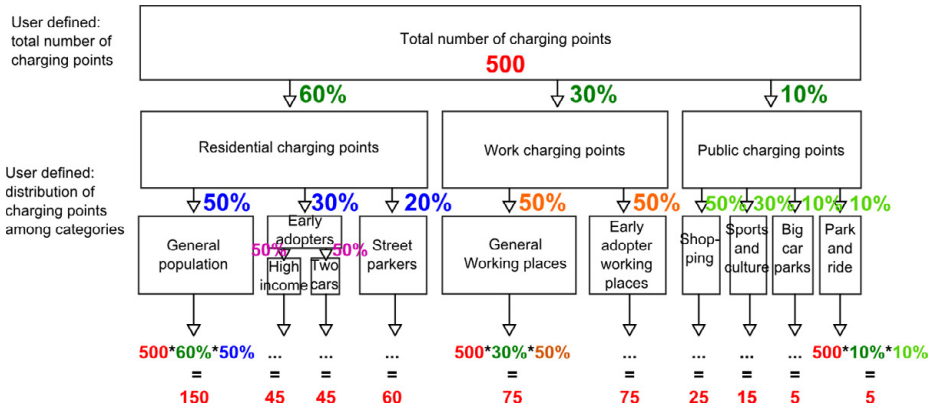 User defined:
total number of
charging points
Total number of charging points
500
60%
30%
10%
Residential charging points
Work charging points
Public charging points
User defined:
distribution of
charging points
among categories
50%
30%
20%
50%
50%
50%
30%
10%
10%
General
population
Early
adopters
50%
50%
High
income
Two
cars
Street
parkers
General
Working places
Early
adopter
working
places
Shop-
ping
Sports
and
culture
Big
car
parks
Park
and
ride
500*60%*50%
...
...
...
500*30%*50%
...
...
...
...
500*10%*10%
= = = = = = = = = =
150 45 45 60 75 75 25 15 5 5